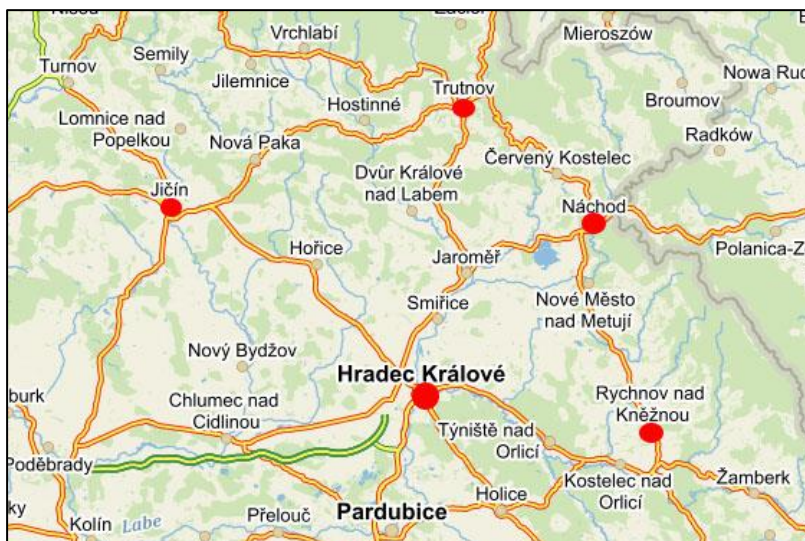 Vrchlabí
Mieroszów
Turnov
Semily
Jilemnice
Trutnov
Nowa Rud
Broumov
Hostinné
Lomnice nad
Popelkou
Nová Paka
Radków
Červený Kostelec
Dvůr Králové
nad Labem
Jičín
Náchod
Polanica-Z
Hořice
Jaroměř
Smiřice
Nové Město
nad Metují
Nový Bydžov
Hradec Králové
Rychnov nad
Kněžnou
Chlumec nad
Cidlinou
burk
Týniště nad
Orlicí
Poděbrady
Kostelec nad
Orlicí
Žamberk
Holice
ky
Kolín
Labe
Přelouč
Pardubice